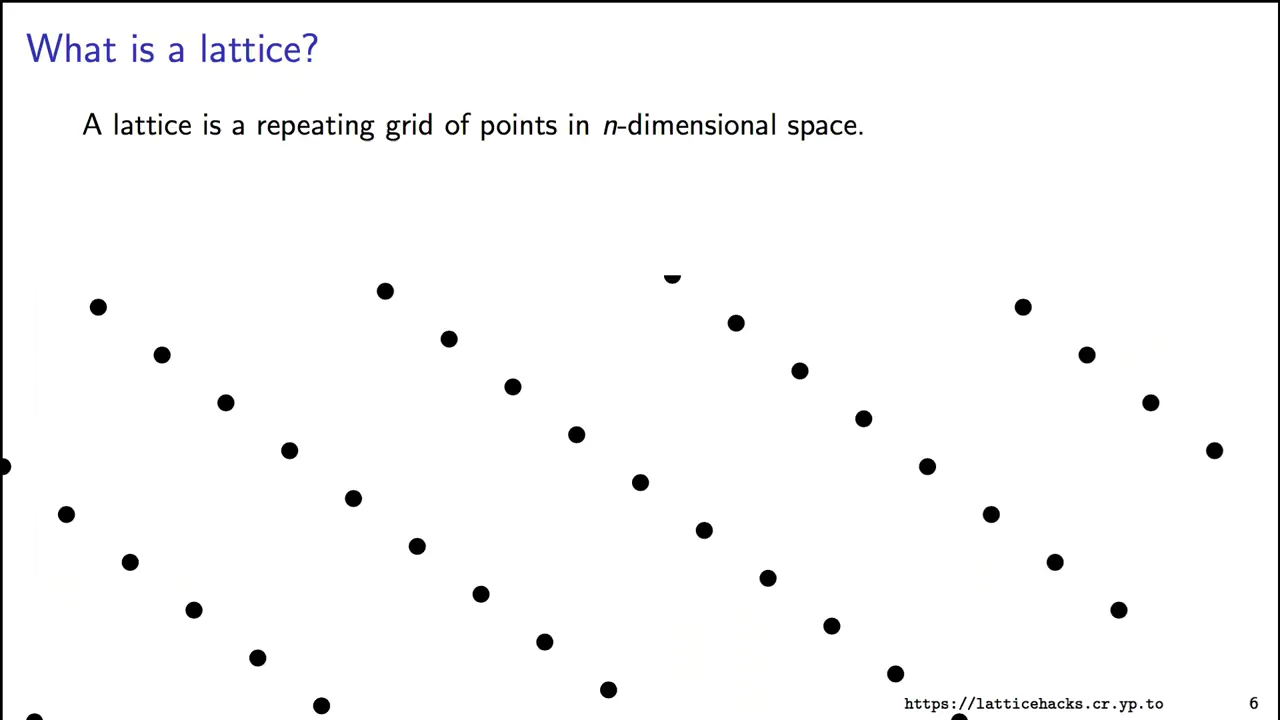 What is a lattice?
A lattice is a repeating grid of points in n-dimensional space.
https://latticehacks.cr.yp.to 6